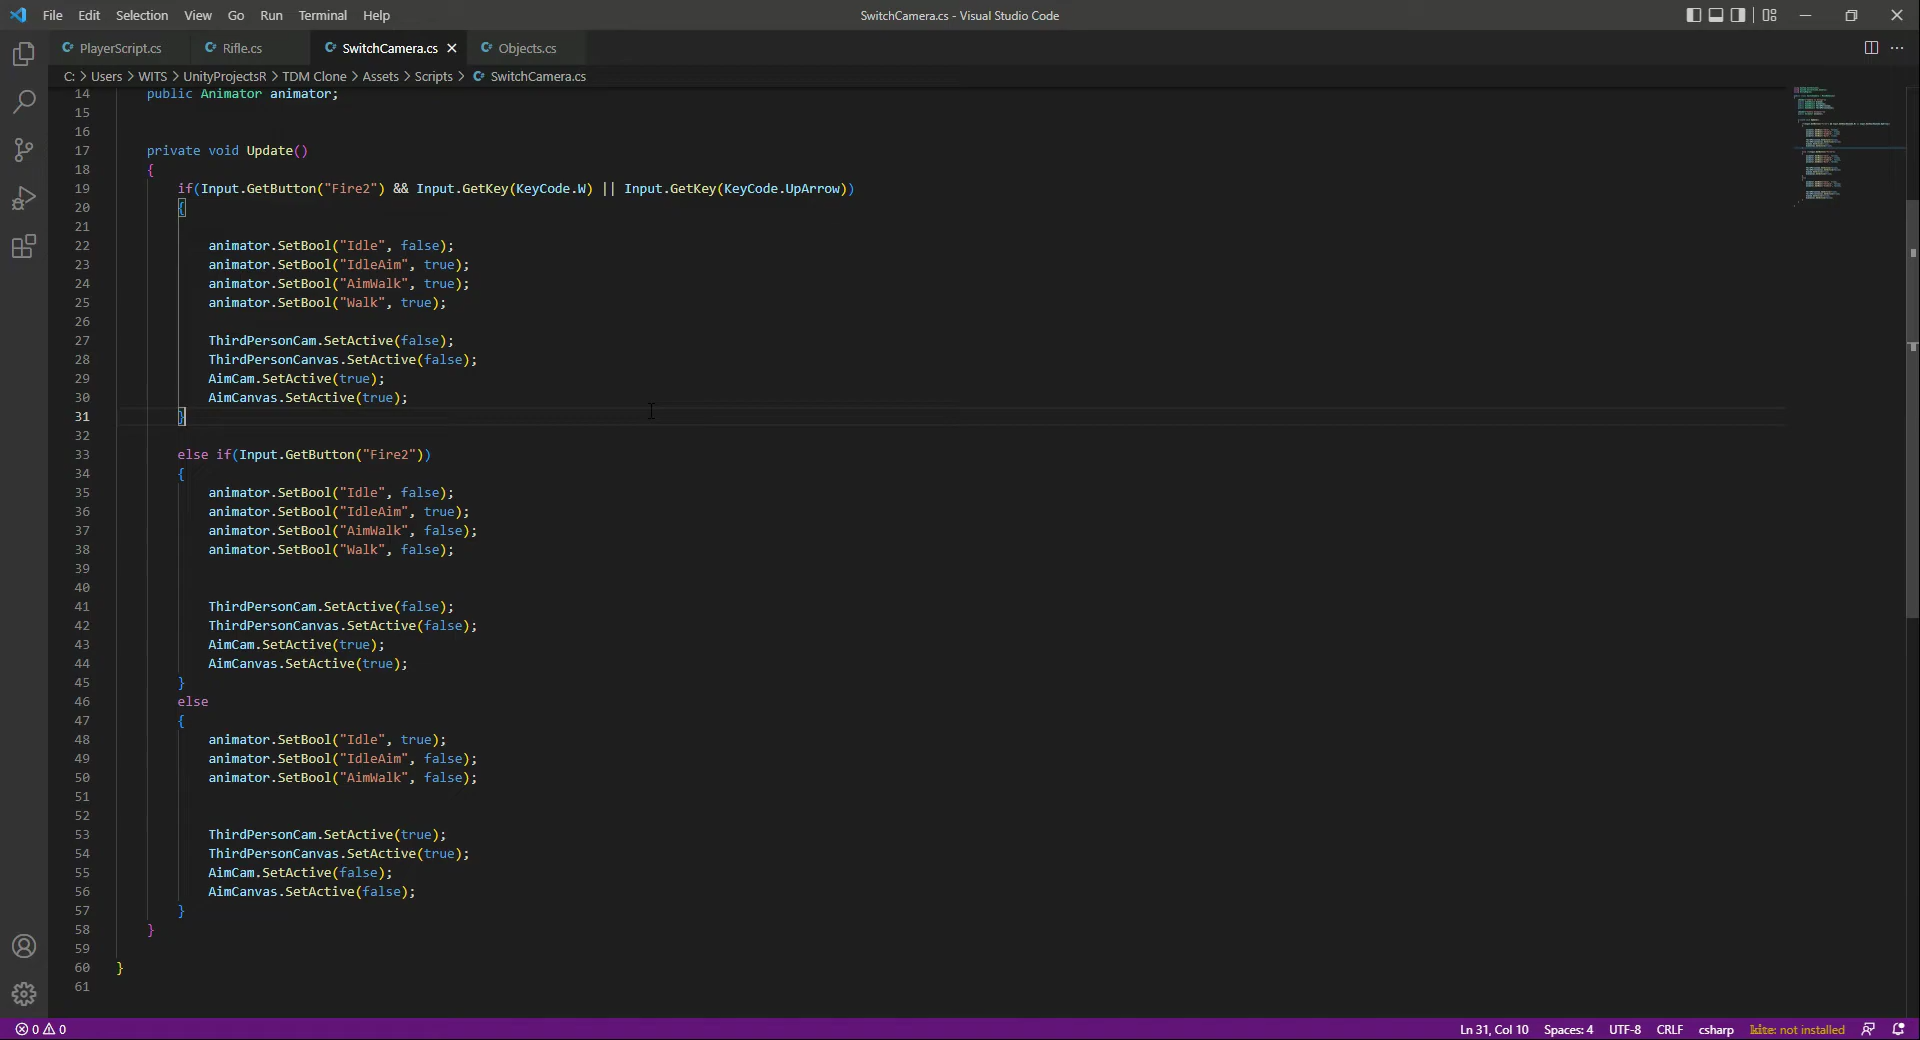 File Edit Selection View Go Run Terminal Help
SwitchCamera.cs - Visual Studio Code
PlayerScript.cs Rifle.cs SwitchCamera.cs Objects.cs
C: > Users > WITS > UnityProjectsR > TDM Clone > Assets > Scripts > SwitchCamera.cs
14 public Animator animator;
15
16
17 private void Update()
18 {
19 if(Input.GetButton("Fire2") && Input.GetKey(KeyCode.W) || Input.GetKey(KeyCode.UpArrow))
20 {
21
22 animator.SetBool("Idle", false);
23 animator.SetBool("IdleAim", true);
24 animator.SetBool("AimWalk", true);
25 animator.SetBool("Walk", true);
26
27 ThirdPersonCam.SetActive(false);
28 ThirdPersonCanvas.SetActive(false);
29 AimCam.SetActive(true);
30 AimCanvas.SetActive(true);
31 }
32
33 else if(Input.GetButton("Fire2"))
34 {
35 animator.SetBool("Idle", false);
36 animator.SetBool("IdleAim", true);
37 animator.SetBool("AimWalk", false);
38 animator.SetBool("Walk", false);
39
40
41 ThirdPersonCam.SetActive(false);
42 ThirdPersonCanvas.SetActive(false);
43 AimCam.SetActive(true);
44 AimCanvas.SetActive(true);
45 }
46 else
47 {
48 animator.SetBool("Idle", true);
49 animator.SetBool("IdleAim", false);
50 animator.SetBool("AimWalk", false);
51
52
53 ThirdPersonCam.SetActive(true);
54 ThirdPersonCanvas.SetActive(true);
55 AimCam.SetActive(false);
56 AimCanvas.SetActive(false);
57 }
58 }
59
60 }
61
0 0 Ln 31, Col 10 Spaces: 4 UTF-8 CRLF csharp kite: not installed